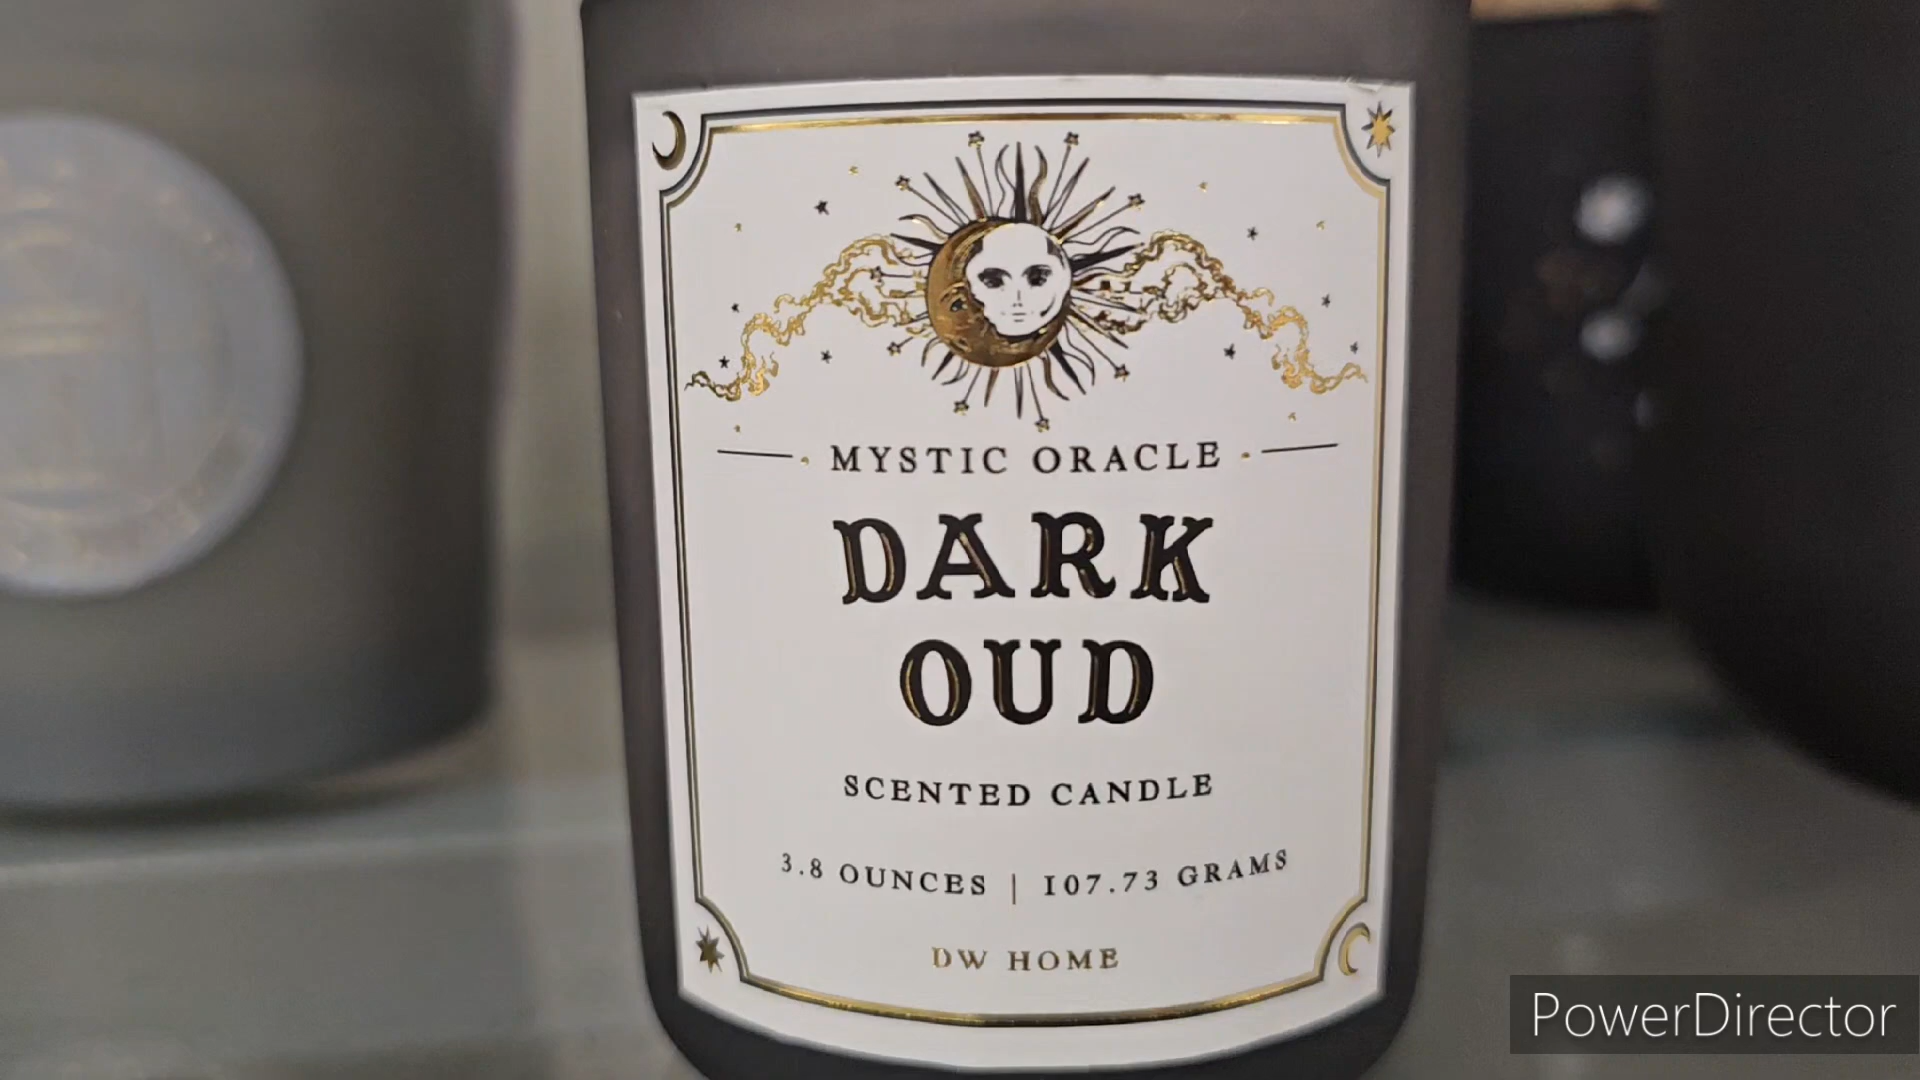 MYSTIC ORACLE
DARK
OUD
SCENTED CANDLE
3.8 OUNCES | 107.73 GRAMS
DW HOME
PowerDirector